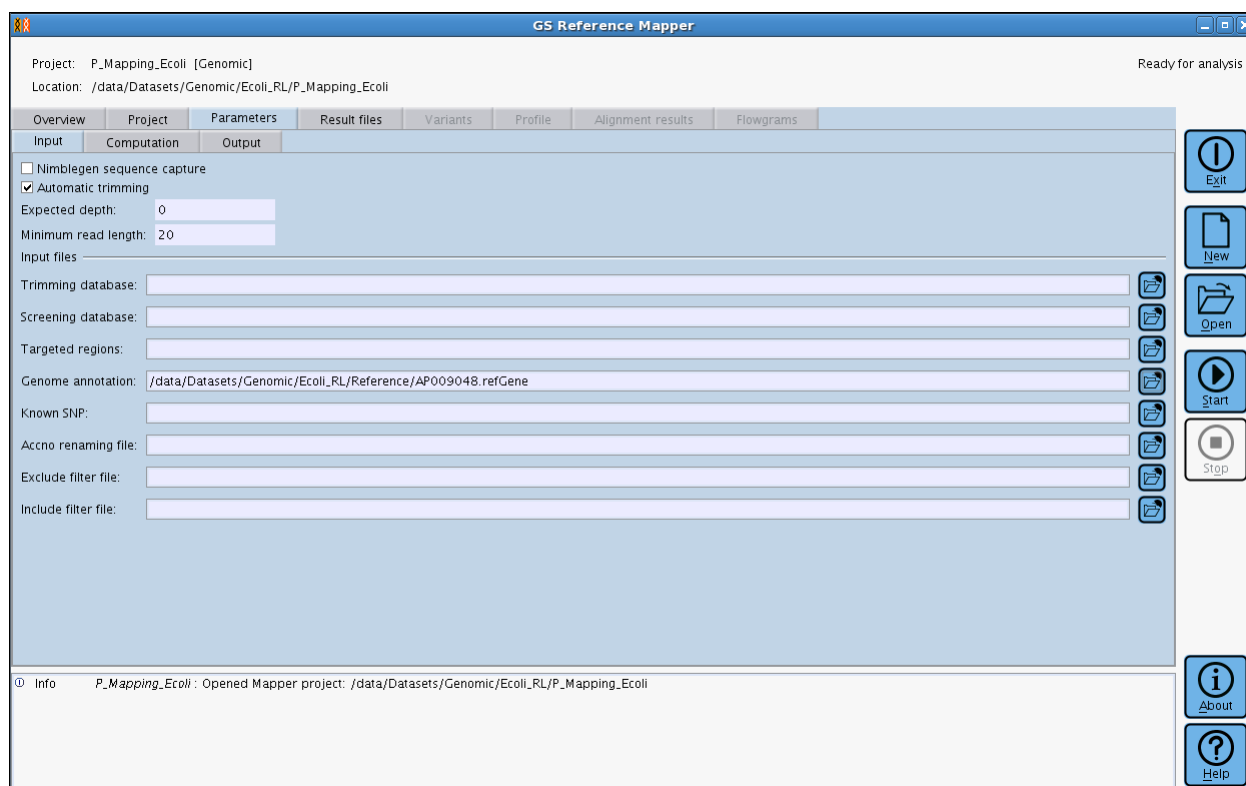 GS Reference Mapper
Project: P_Mapping_Ecoli [Genomic]
Ready for analysis
Location: /data/Datasets/Genomic/Ecoli_RL/P_Mapping_Ecoli
Overview Project Parameters Result files Variants Profile Alignment results Flowgrams
Input Computation Output
Nimblegen sequence capture
Automatic trimming
Expected depth: 0
Minimum read length: 20
Input files
Trimming database:
Screening database:
Targeted regions:
Genome annotation: /data/Datasets/Genomic/Ecoli_RL/Reference/AP009048.refGene
Known SNP:
Accno renaming file:
Exclude filter file:
Include filter file:
Exit
New
Open
Start
Stop
About
Help
Info P_Mapping_Ecoli : Opened Mapper project: /data/Datasets/Genomic/Ecoli_RL/P_Mapping_Ecoli